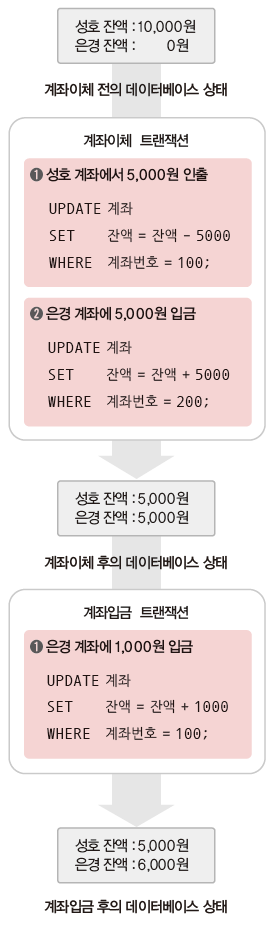 성호 잔액 : 10,000원
은경 잔액 : 0원
계좌이체 전의 데이터베이스 상태
계좌이체 트랜잭션
❶ 성호 계좌에서 5,000원 인출
UPDATE 계좌
SET 잔액 = 잔액 - 5000
WHERE 계좌번호 = 100;
❷ 은경 계좌에 5,000원 입금
UPDATE 계좌
SET 잔액 = 잔액 + 5000
WHERE 계좌번호 = 200;
성호 잔액 : 5,000원
은경 잔액 : 5,000원
계좌이체 후의 데이터베이스 상태
계좌입금 트랜잭션
❶ 은경 계좌에 1,000원 입금
UPDATE 계좌
SET 잔액 = 잔액 + 1000
WHERE 계좌번호 = 100;
성호 잔액 : 5,000원
은경 잔액 : 6,000원
계좌입금 후의 데이터베이스 상태